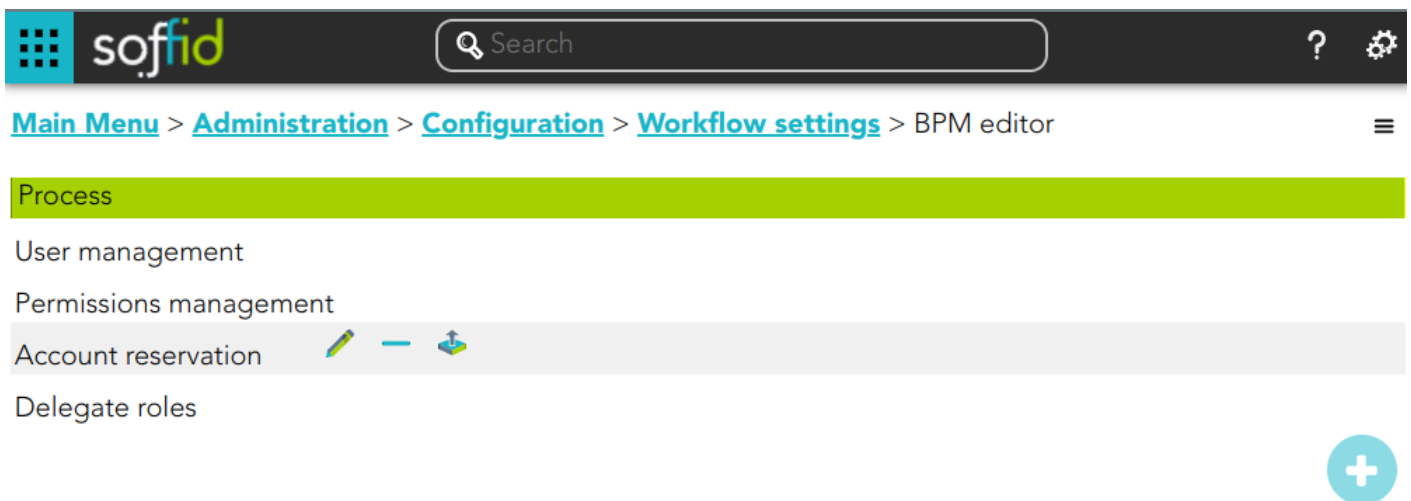 soffid
Search
?
Main Menu > Administration > Configuration > Workflow settings > BPM editor
Process
User management
Permissions management
Account reservation
Delegate roles